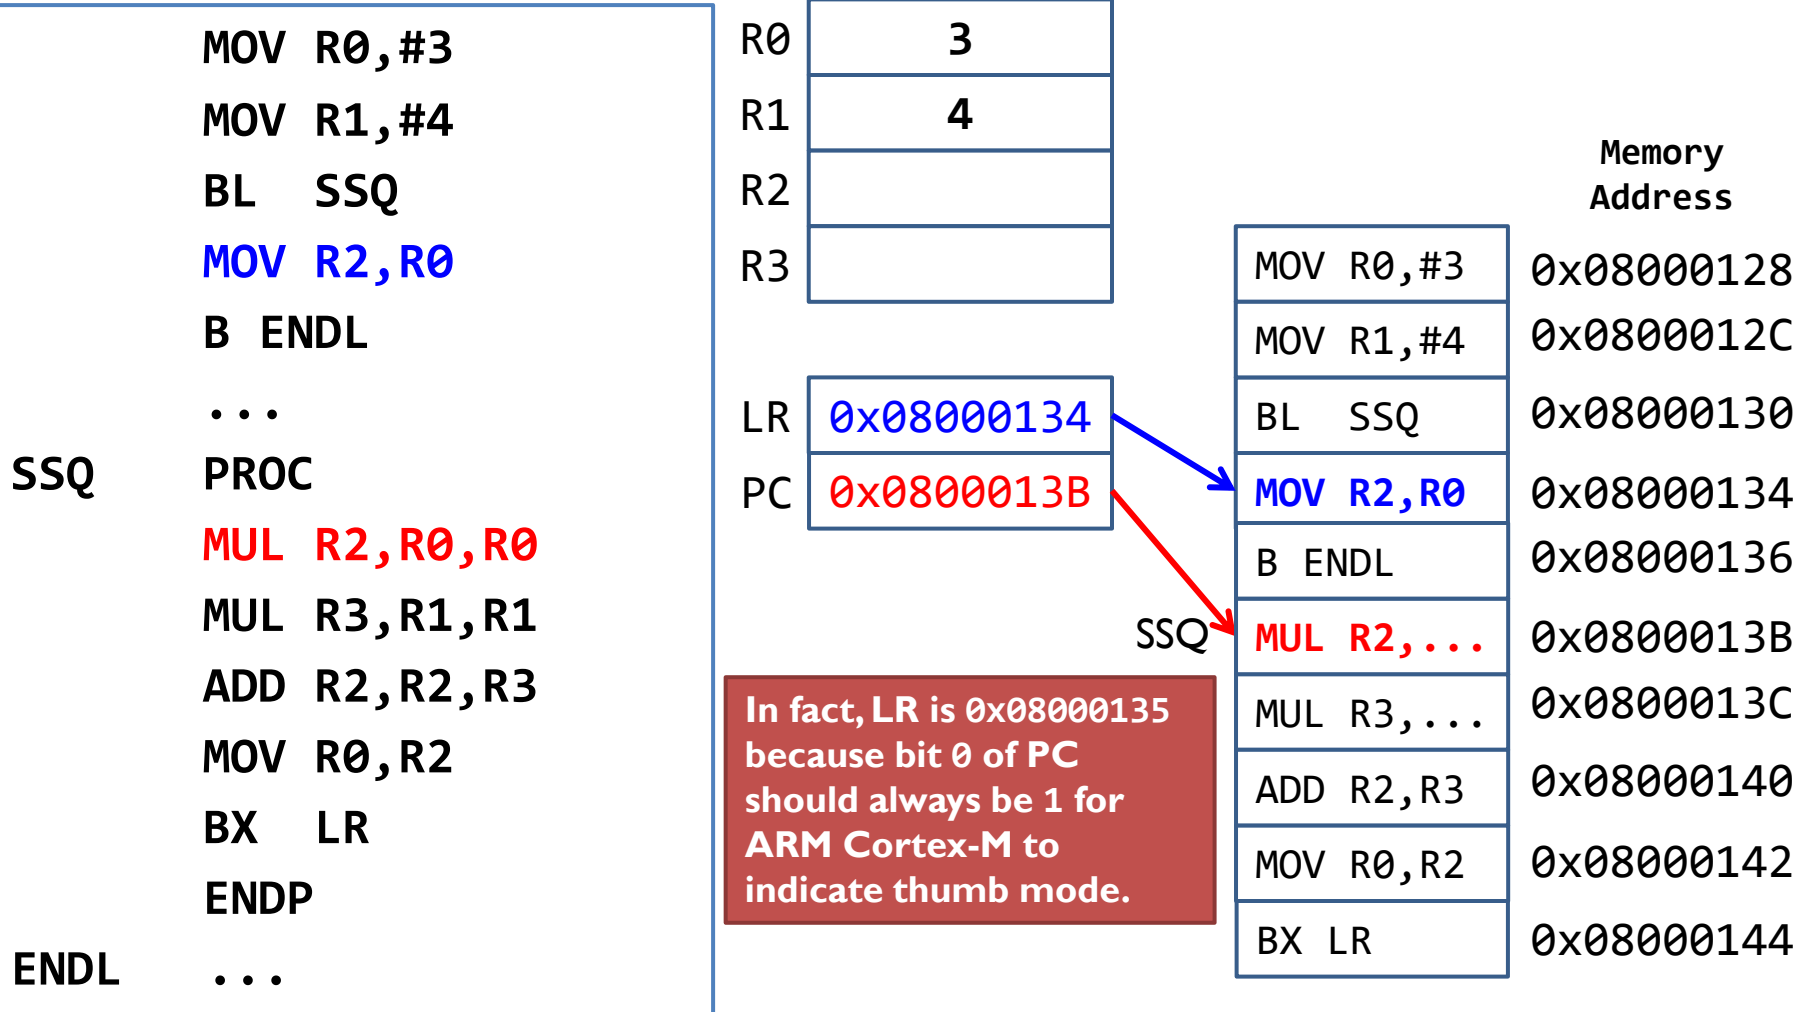 MOV R0,#3
MOV R1,#4
BL SSQ
MOV R2,R0
B ENDL
...
SSQ PROC
MUL R2,R0,R0
MUL R3,R1,R1
ADD R2,R2,R3
MOV R0,R2
BX LR
ENDP
ENDL ...
R0 3
R1 4
R2
R3
LR 0x08000134
PC 0x0800013B
SSQ
In fact, LR is 0x08000135
because bit 0 of PC
should always be 1 for
ARM Cortex-M to
indicate thumb mode.
Memory
Address
MOV R0,#3 0x08000128
MOV R1,#4 0x0800012C
BL SSQ 0x08000130
MOV R2,R0 0x08000134
B ENDL 0x08000136
MUL R2,... 0x0800013B
MUL R3,... 0x0800013C
ADD R2,R3 0x08000140
MOV R0,R2 0x08000142
BX LR 0x08000144